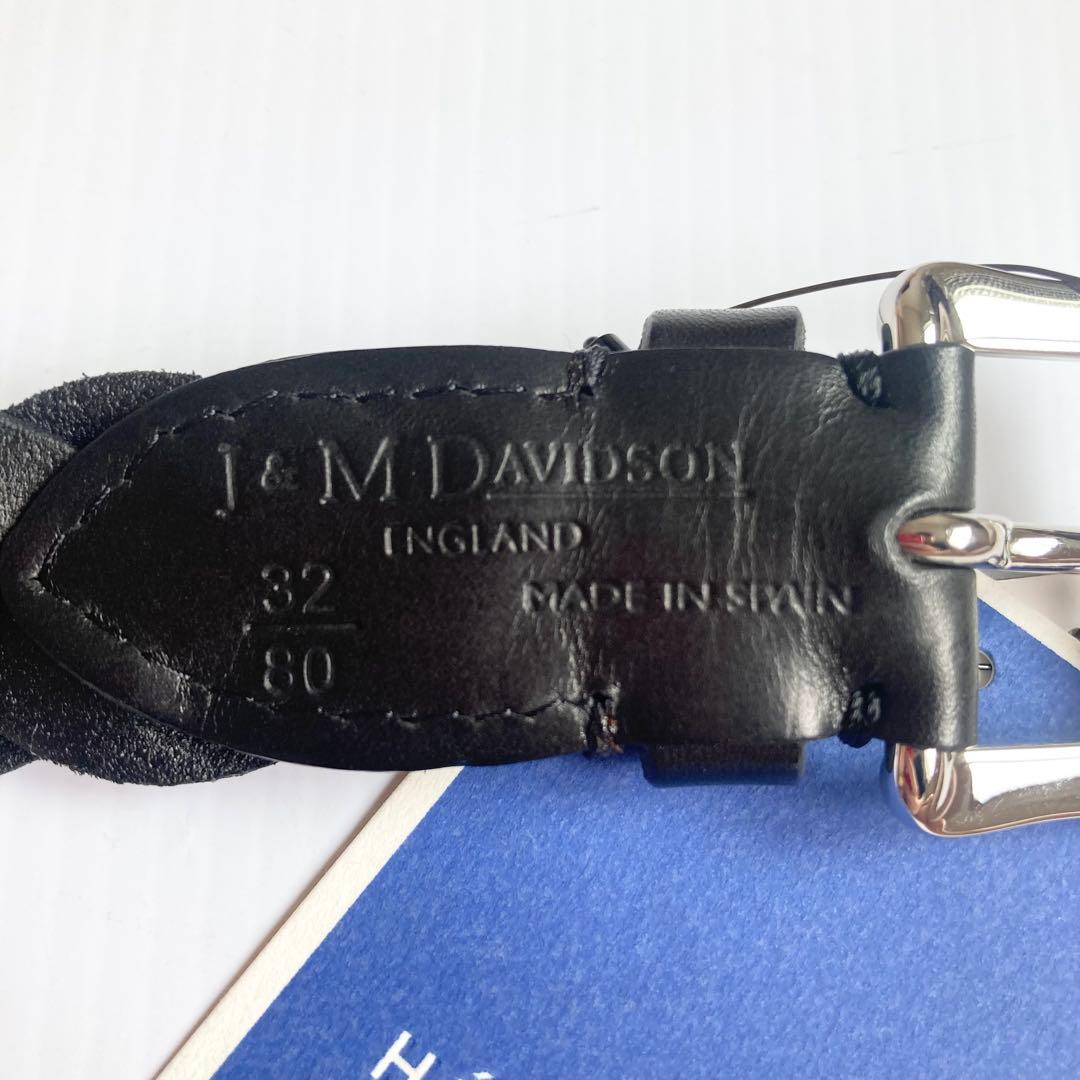 J & M DAVIDSON
ENGLAND
MADE IN SPAIN
32
80
H